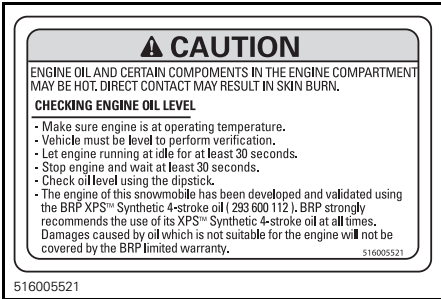 ⚠ CAUTION
ENGINE OIL AND CERTAIN COMPOMENTS IN THE ENGINE COMPARTMENT
MAY BE HOT. DIRECT CONTACT MAY RESULT IN SKIN BURN.
CHECKING ENGINE OIL LEVEL
- Make sure engine is at operating temperature.
- Vehicle must be level to perform verification.
- Let engine running at idle for at least 30 seconds.
- Stop engine and wait at least 30 seconds.
- Check oil level using the dipstick.
- The engine of this snowmobile has been developed and validated using
the BRP XPS™ Synthetic 4-stroke oil ( 293 600 112 ). BRP strongly
recommends the use of its XPS™ Synthetic 4-stroke oil at all times.
Damages caused by oil which is not suitable for the engine will not be
covered by the BRP limited warranty.
516005521
516005521